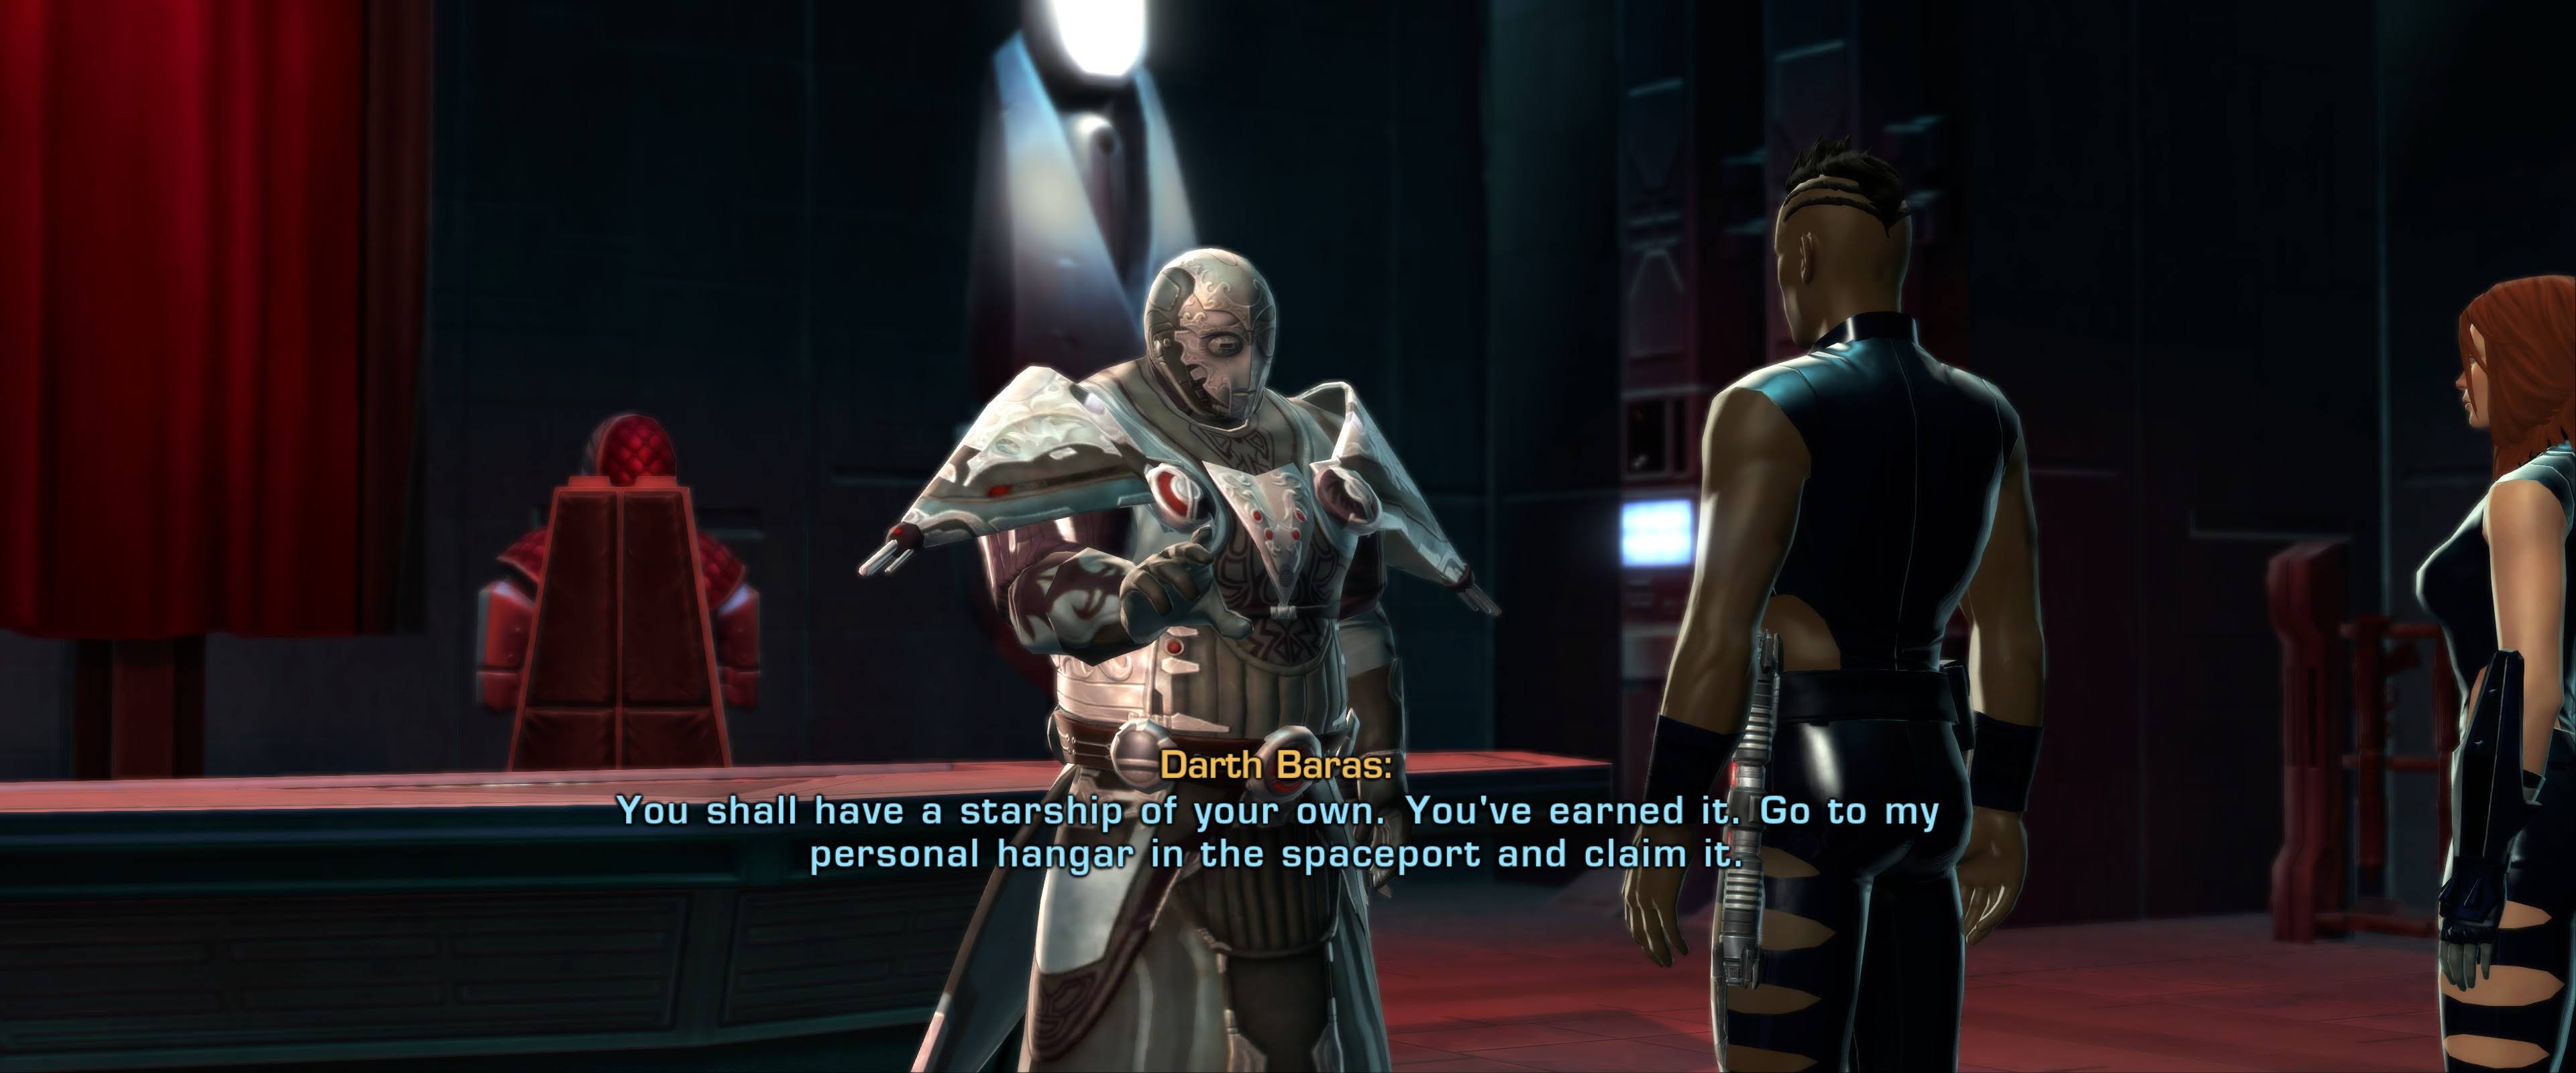 Darth Baras:
You shall have a starship of your own. You've earned it. Go to my
personal hangar in the spaceport and claim it.